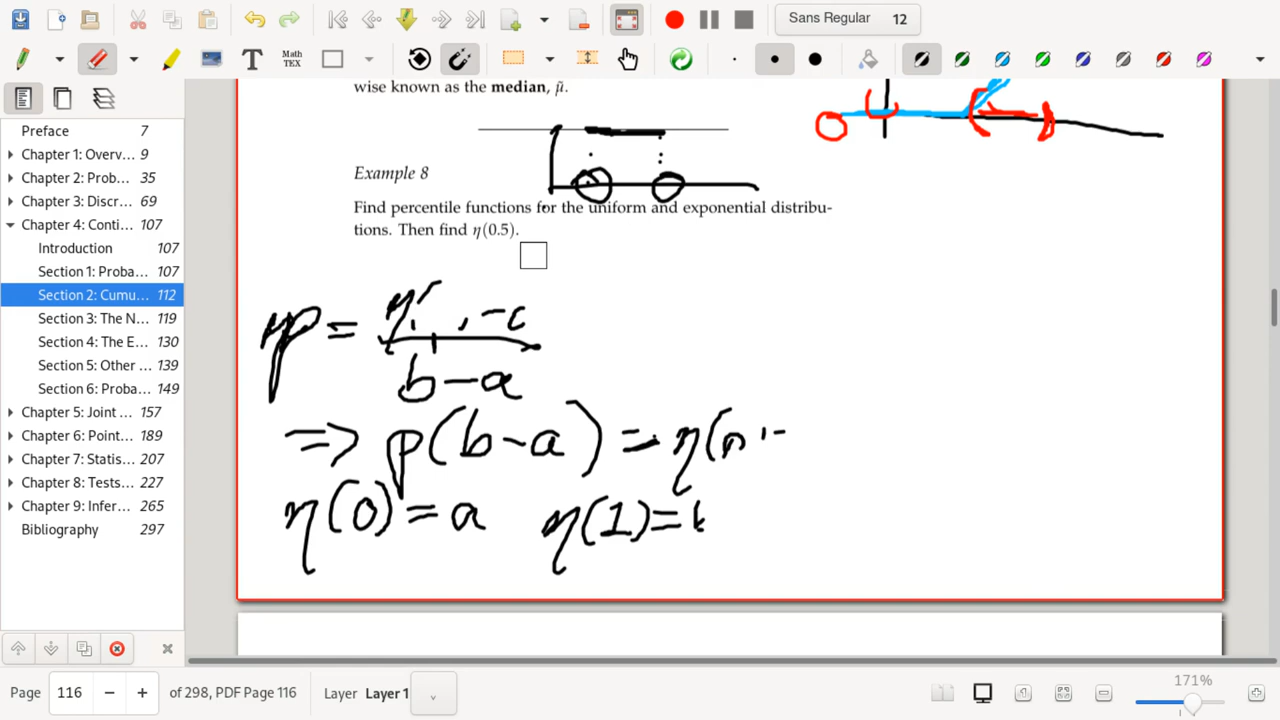 Sans Regular 12
Math TEX
Preface 7
Chapter 1: Overv... 9
Chapter 2: Prob... 35
Chapter 3: Discr... 69
Chapter 4: Conti... 107
Introduction 107
Section 1: Proba... 107
Section 2: Cumu... 112
Section 3: The N... 119
Section 4: The E... 130
Section 5: Other ... 139
Section 6: Proba... 149
Chapter 5: Joint ... 157
Chapter 6: Point... 189
Chapter 7: Statis... 207
Chapter 8: Tests... 227
Chapter 9: Infer... 265
Bibliography 297
wise known as the median, μ̃.
Example 8
Find percentile functions for the uniform and exponential distribu-
tions. Then find η(0.5).
b-a
=> p(b-a) = η(
η(0) = a η(1) =
Page 116 of 298, PDF Page 116 Layer Layer 1
171%